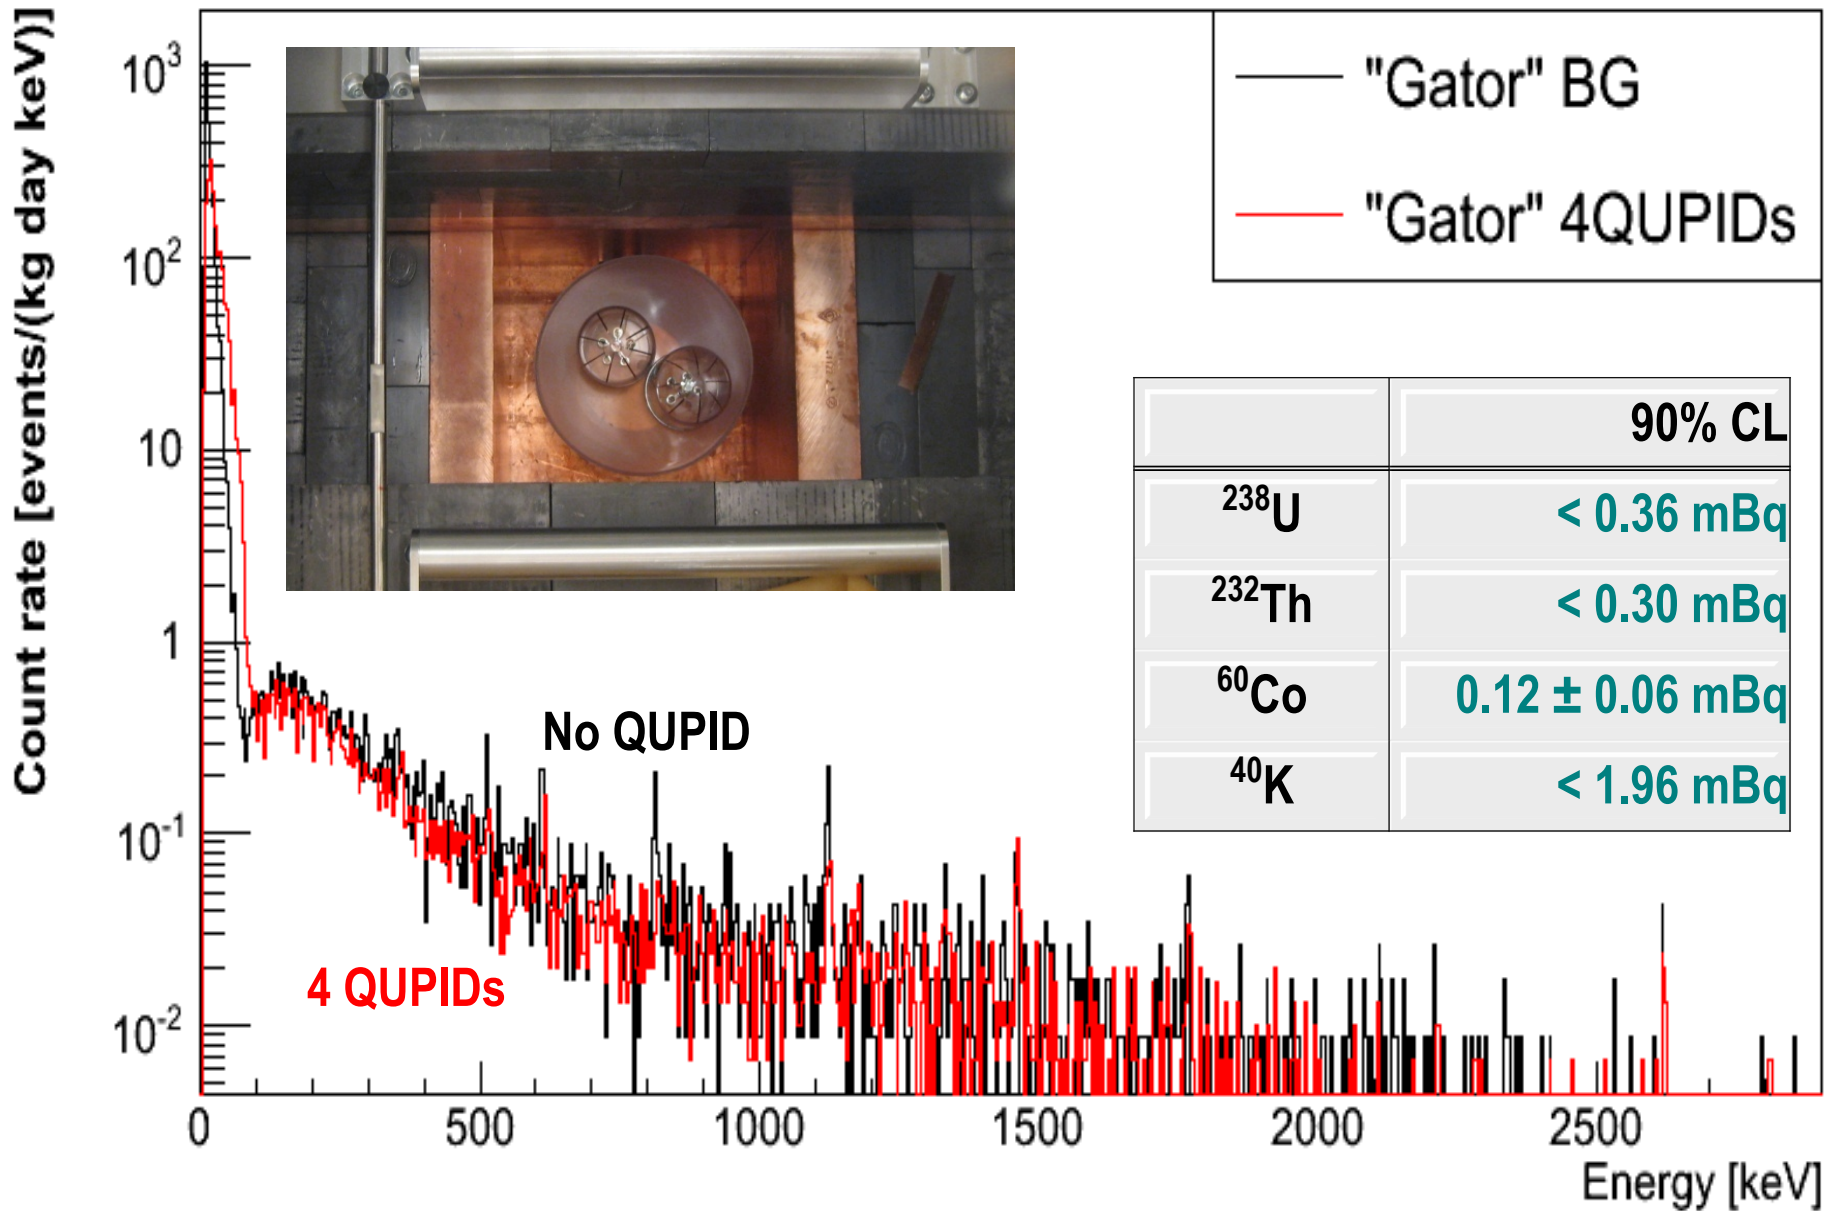 Count rate [events/(kg day keV)]
10³
10²
10
1
10⁻¹
10⁻²
"Gator" BG
"Gator" 4QUPIDs
90% CL
²³⁸U < 0.36 mBq
²³²Th < 0.30 mBq
⁶⁰Co 0.12 ± 0.06 mBq
⁴⁰K < 1.96 mBq
No QUPID
4 QUPIDs
0 500 1000 1500 2000 2500
Energy [keV]